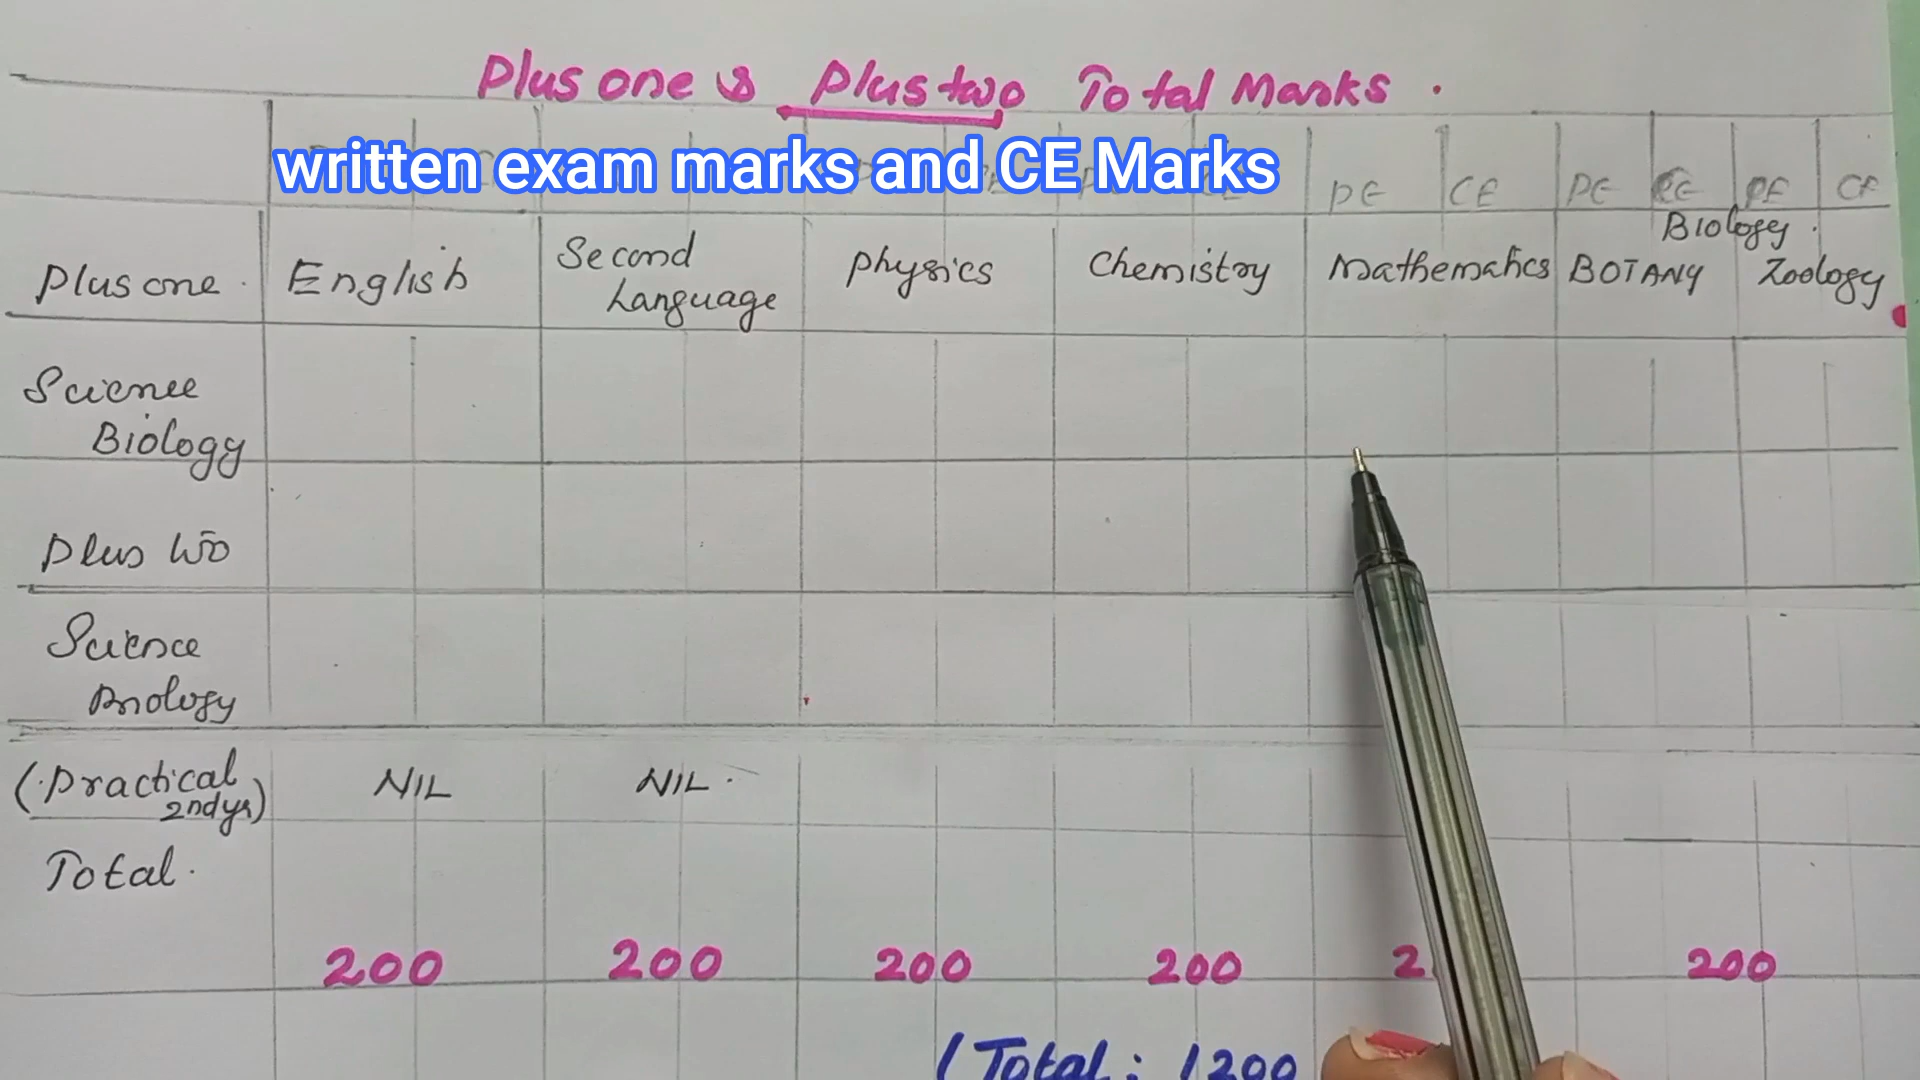 Plus one & Plus two Total Marks.
written exam marks and CE Marks
PE CE PE CE PE CE
Biology.
Plus one. English Second Language Physics Chemistry Mathematics BOTANY Zoology
Science Biology
Plus two
Science Biology
(Practical 2nd yr) NIL NIL.
Total.
200 200 200 200 2 200
(Total: 1200